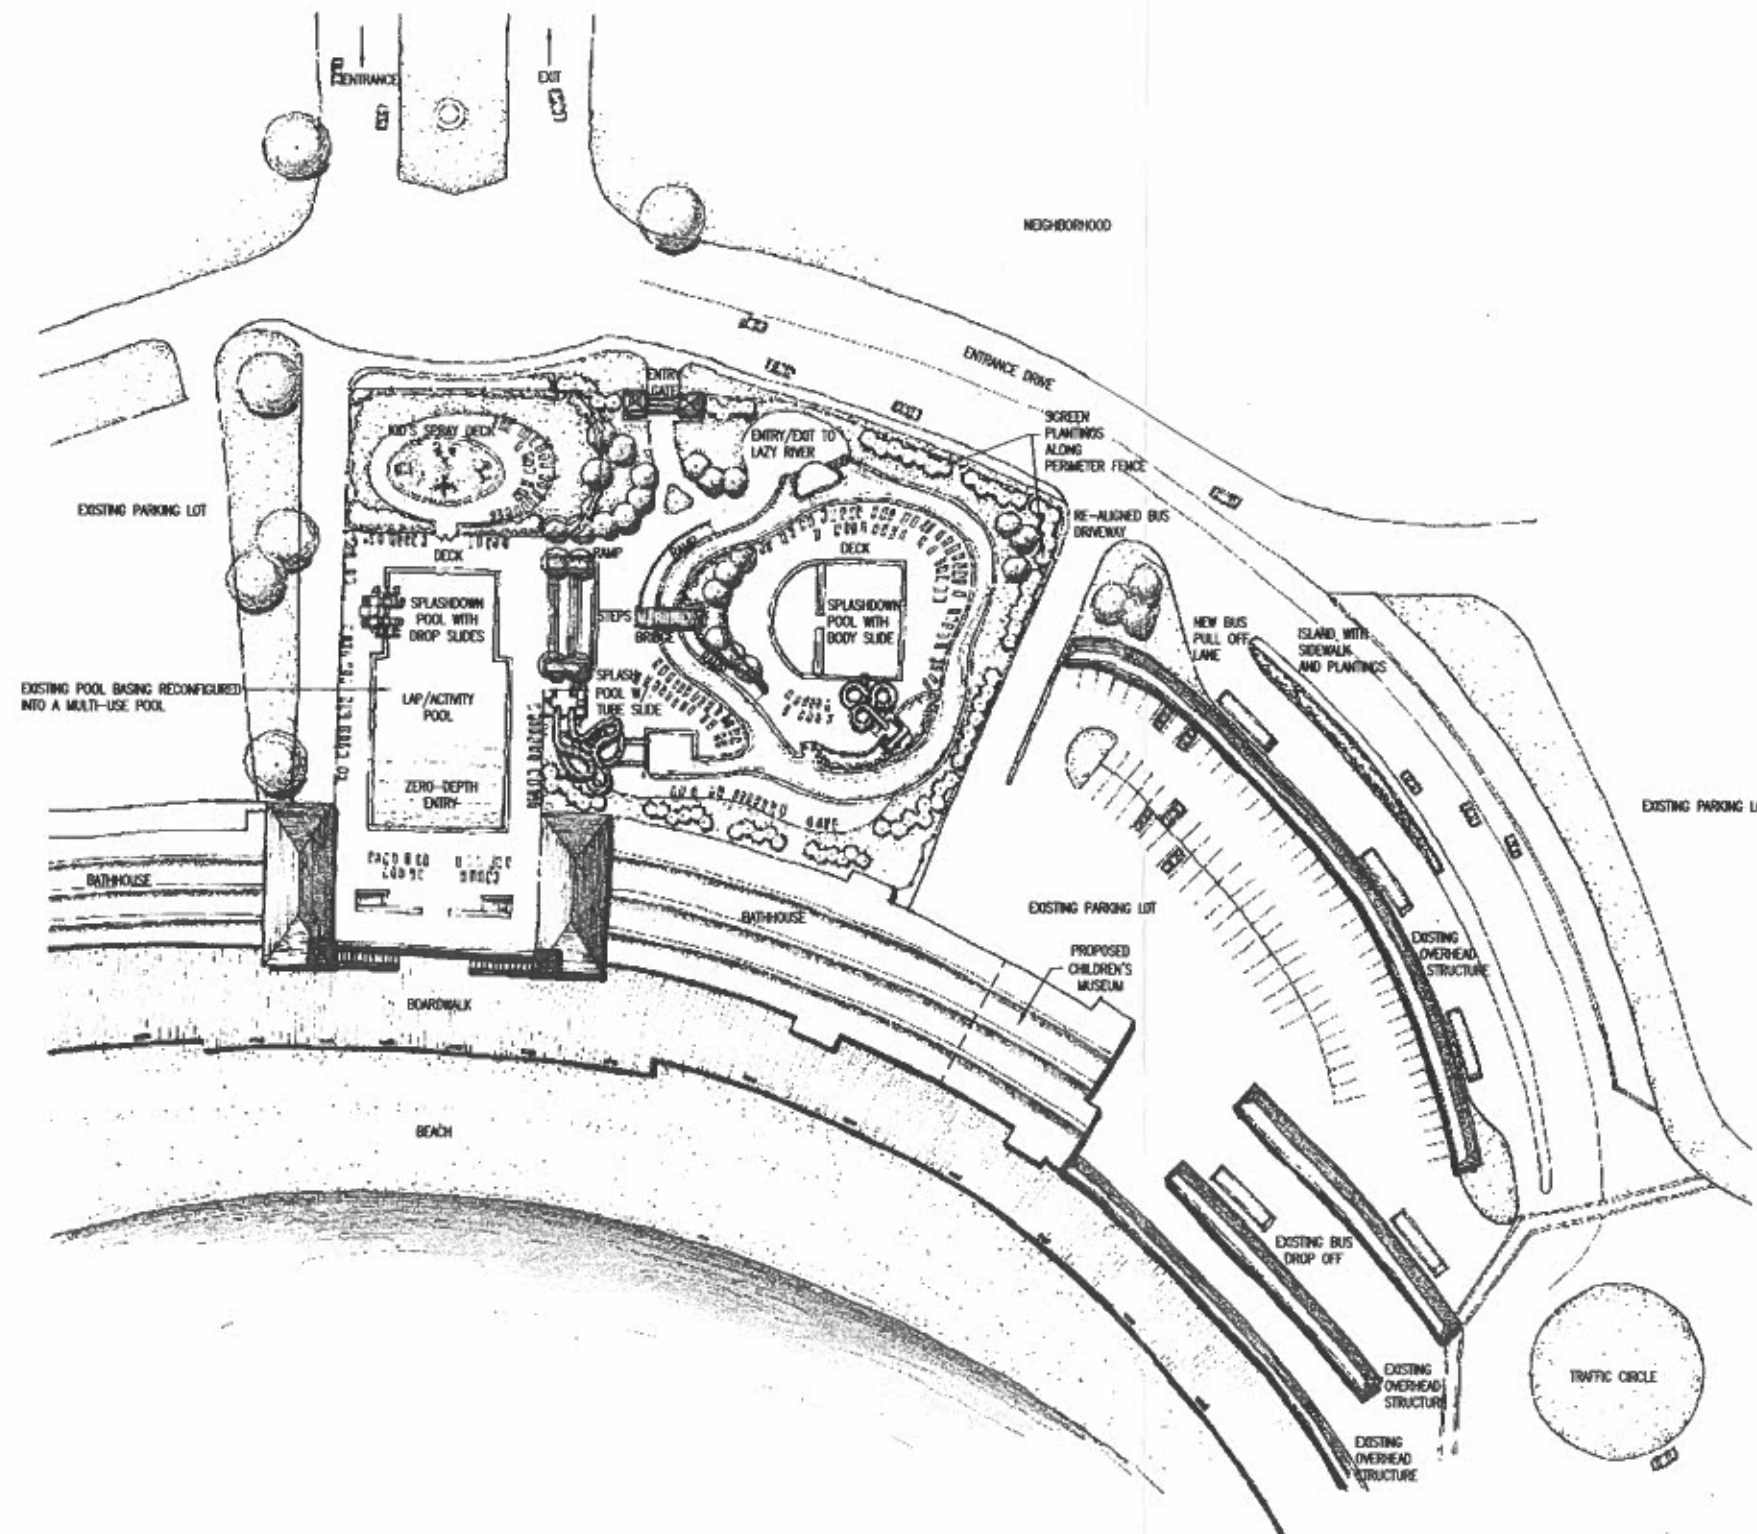 ENTRANCE
EXIT
NEIGHBORHOOD
ENTRANCE DRIVE
ENTRY
GATE
KID'S SPRAY DECK
ENTRY/EXIT TO
LAZY RIVER
SCREEN
PLANTINGS
ALONG
PERIMETER FENCE
EXISTING PARKING LOT
RE-ALIGNED BUS
DRIVEWAY
DECK
RAMP
RAMP
DECK
SPLASHDOWN
POOL WITH
DROP SLIDES
STEPS
BRIDGE
SPLASHDOWN
POOL WITH
BODY SLIDE
NEW BUS
PULL OFF
LANE
ISLAND WITH
SIDEWALK
AND PLANTINGS
EXISTING POOL BASING RECONFIGURED
INTO A MULTI-USE POOL
LAP/ACTIVITY
POOL
SPLASH
POOL W/
TUBE SLIDE
ZERO-DEPTH
ENTRY
EXISTING PARKING
BATHHOUSE
BATHHOUSE
EXISTING PARKING LOT
PROPOSED
CHILDREN'S
MUSEUM
EXISTING
OVERHEAD
STRUCTURE
BOARDWALK
BEACH
EXISTING BUS
DROP OFF
EXISTING
OVERHEAD
STRUCTURE
TRAFFIC CIRCLE
EXISTING
OVERHEAD
STRUCTURE